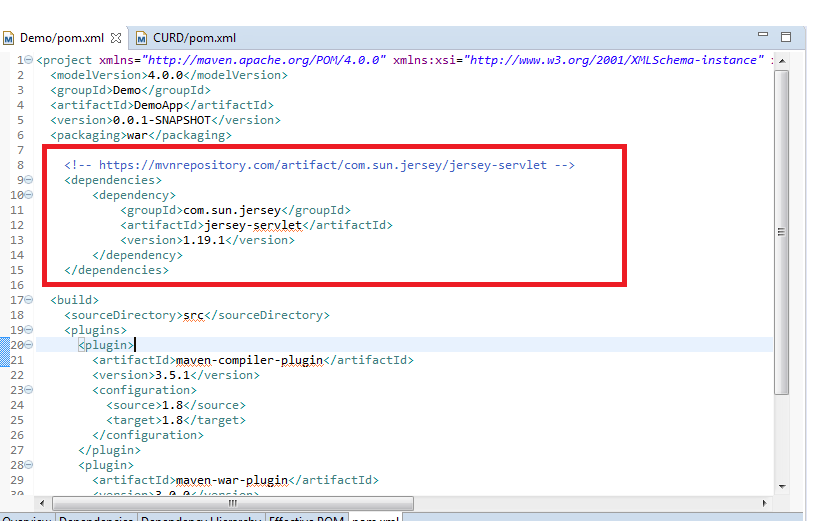 Demo/pom.xml CURD/pom.xml
1 <project xmlns="http://maven.apache.org/POM/4.0.0" xmlns:xsi="http://www.w3.org/2001/XMLSchema-instance"
2 <modelVersion>4.0.0</modelVersion>
3 <groupId>Demo</groupId>
4 <artifactId>DemoApp</artifactId>
5 <version>0.0.1-SNAPSHOT</version>
6 <packaging>war</packaging>
7
8 <!-- https://mvnrepository.com/artifact/com.sun.jersey/jersey-servlet -->
9 <dependencies>
10 <dependency>
11 <groupId>com.sun.jersey</groupId>
12 <artifactId>jersey-servlet</artifactId>
13 <version>1.19.1</version>
14 </dependency>
15 </dependencies>
16
17 <build>
18 <sourceDirectory>src</sourceDirectory>
19 <plugins>
20 <plugin>
21 <artifactId>maven-compiler-plugin</artifactId>
22 <version>3.5.1</version>
23 <configuration>
24 <source>1.8</source>
25 <target>1.8</target>
26 </configuration>
27 </plugin>
28 <plugin>
29 <artifactId>maven-war-plugin</artifactId>
30 <version>3.0.0</version>
Overview Dependencies Dependency Hierarchy Effective POM pom.xml